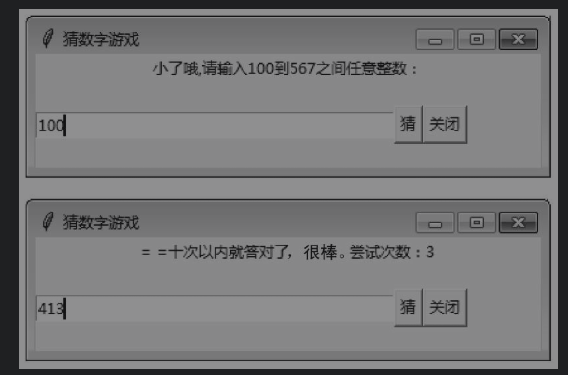 猜数字游戏
小了哦,请输入100到567之间任意整数：
100 猜 关闭
猜数字游戏
= =十次以内就答对了，很棒。尝试次数：3
413 猜 关闭